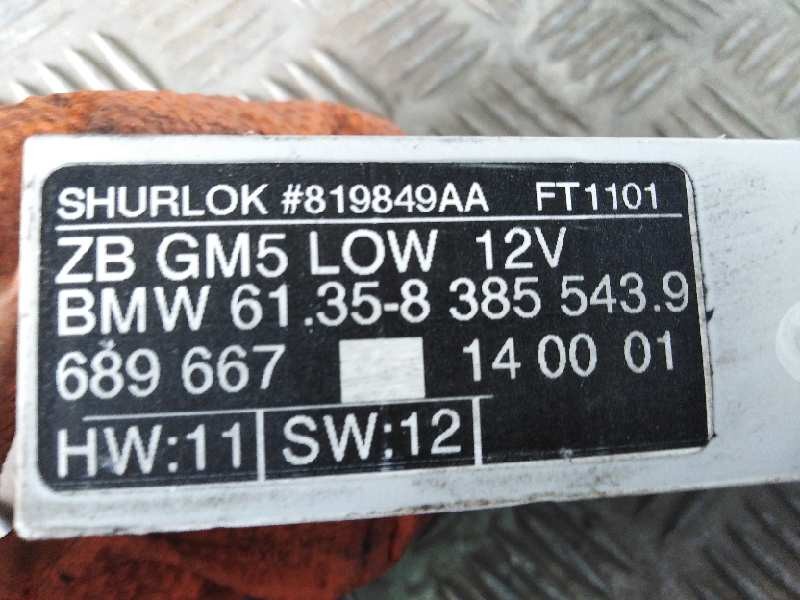 SHURLOK #819849AA FT1101
ZB GM5 LOW 12V
BMW 61.35-8 385 543.9
689 667 14 00 01
HW:11 SW:12